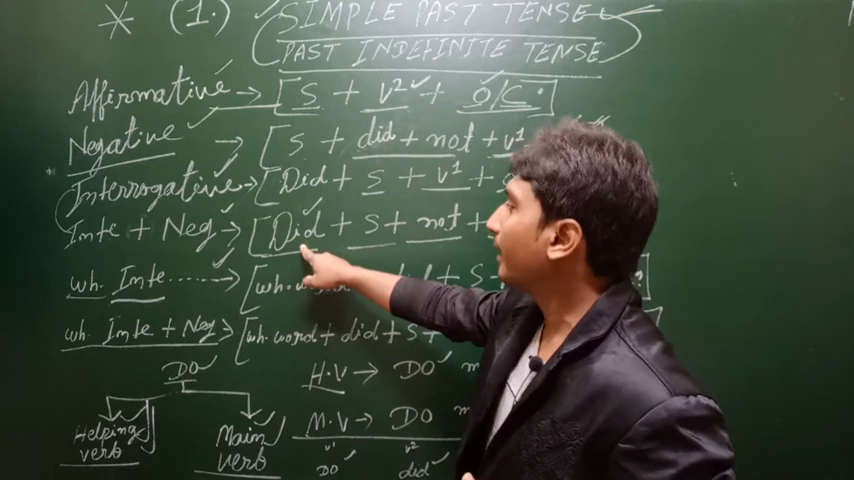 * (1.) SIMPLE PAST TENSE
PAST INDEFINITE TENSE
Affirmative → [S + v² + O/C.]
Negative → [S + did + not + v¹
Interrogative → [Did + S + v¹ +
Inte + Neg → [Did + S + not +
wh. Inte ...... → [wh. + S
wh. Inte + Neg → [wh. word + did + S +
DO
H.V → DO
Helping verb
Main verb
M.V → DO
v¹ v²
DO did